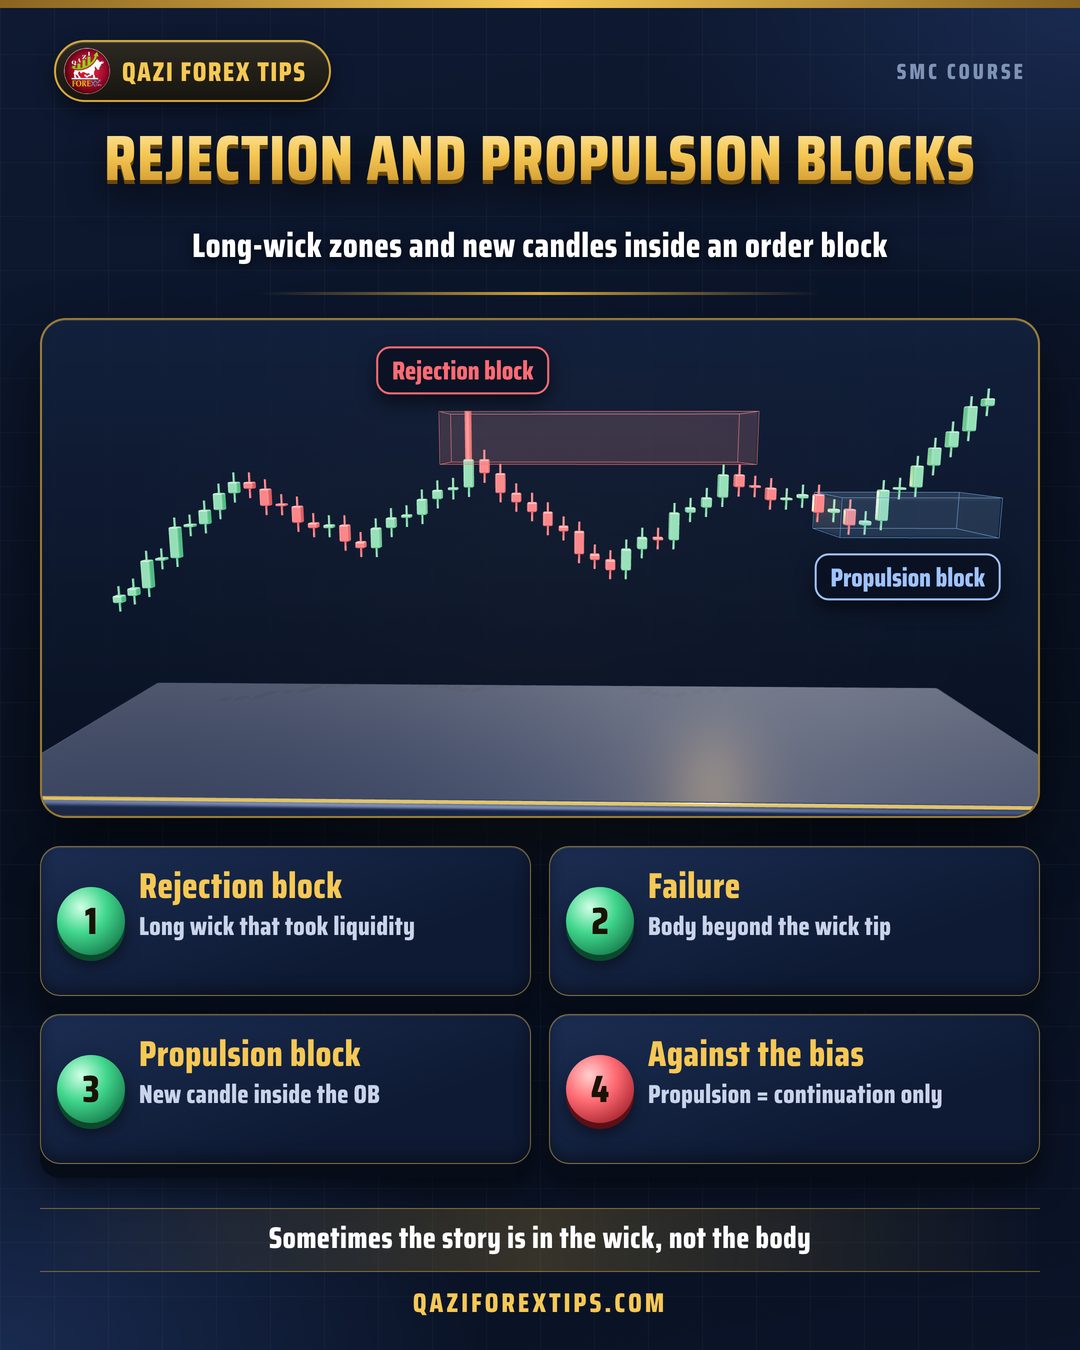 QAZI FOREX TIPS
SMC COURSE
REJECTION AND PROPULSION BLOCKS
Long-wick zones and new candles inside an order block
Rejection block
Propulsion block
1
Rejection block
Long wick that took liquidity
2
Failure
Body beyond the wick tip
3
Propulsion block
New candle inside the OB
4
Against the bias
Propulsion = continuation only
Sometimes the story is in the wick, not the body
QAZIFOREXTIPS.COM